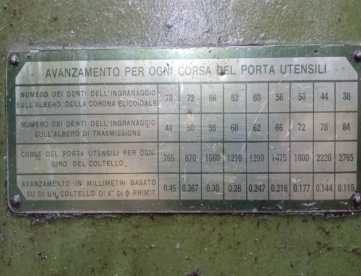 AVANZAMENTO PER OGNI CORSA DEL PORTA UTENSILI
NUMERO DEI DENTI DELL'INGRANAGGIO
SULL'ALBERO DELLA CORONA ELICOIDALE
78 72 66 62 60 56 50 44 38
NUMERO DEI DENTI DELL'INGRANAGGIO
SULL'ALBERO DI TRASMISSIONE
44 50 56 60 62 66 72 78 84
CORSE DEL PORTA UTENSILI PER OGNI
GIRO DEL COLTELLO.
705 870 1060 1210 1290 1475 1800 2220 2765
AVANZAMENTO IN MILLIMETRI BASATO
SU DI UN, COLTELLO DI 4" DI Ø PRIMIT.
0.45 0.367 0.30 0.26 0.247 0.216 0.177 0.144 0.115